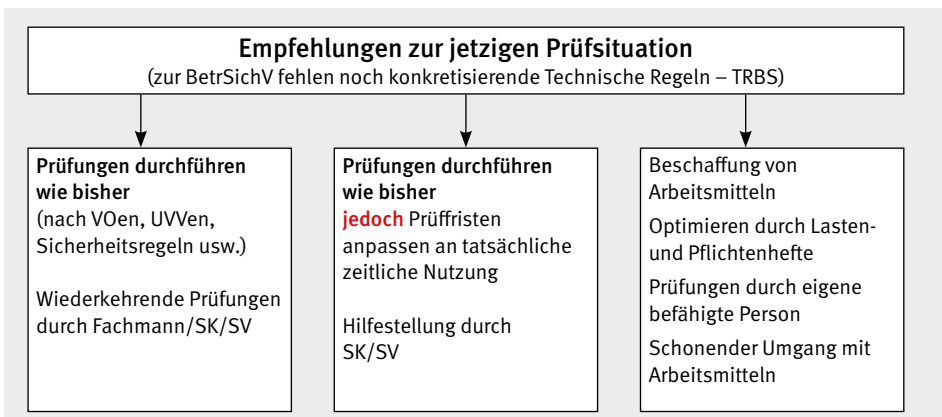 Empfehlungen zur jetzigen Prüfsituation
(zur BetrSichV fehlen noch konkretisierende Technische Regeln – TRBS)
Prüfungen durchführen
wie bisher
(nach VOen, UVVen,
Sicherheitsregeln usw.)
Wiederkehrende Prüfungen
durch Fachmann/SK/SV
Prüfungen durchführen
wie bisher
jedoch Prüffristen
anpassen an tatsächliche
zeitliche Nutzung
Hilfestellung durch
SK/SV
Beschaffung von
Arbeitsmitteln
Optimieren durch Lasten-
und Pflichtenhefte
Prüfungen durch eigene
befähigte Person
Schonender Umgang mit
Arbeitsmitteln